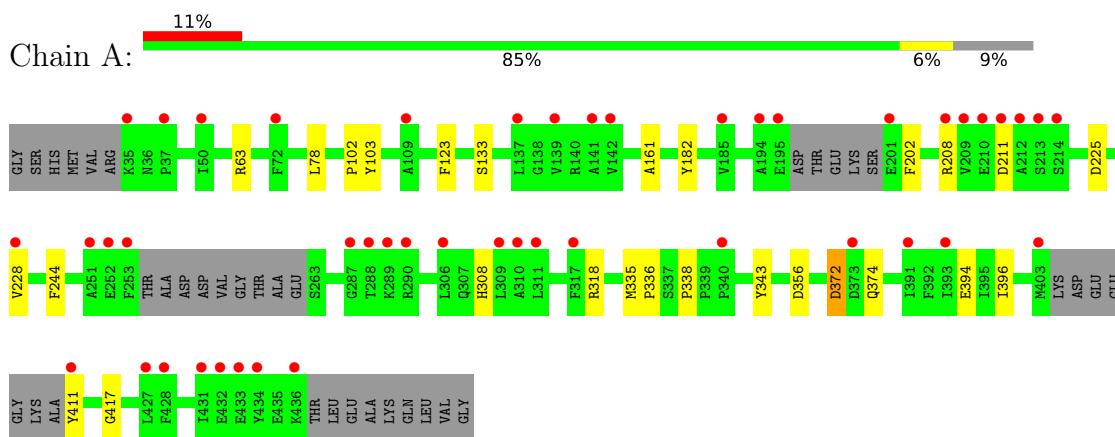 11%
Chain A:
85% 6% 9%
GLY SER HIS MET VAL ARG K35 N36 P37 I50 R63 F72 L78 P102 Y103 A109 F123 S133 L137 G138 V139 R140 A141 V142 A161 Y182 V185 A194 E195 ASP THR GLU LYS SER E201 F202 R208 V209 E210 D211 A212 S213 S214 D225
V228 F244 A251 E252 F253 THR ALA ASP ASP VAL GLY THR ALA GLU S263 G287 T288 K289 R290 L306 Q307 H308 L309 A310 L311 F317 R318 M335 P336 S337 P338 P339 P340 Y343 D356 D372 D373 Q374 I391 F392 I393 E394 I395 I396 M403 LYS ASP GLU GLU
GLY LYS ALA Y411 G417 L427 F428 I431 E432 E433 Y434 E435 K436 THR LEU GLU ALA LYS GLN LEU VAL GLY